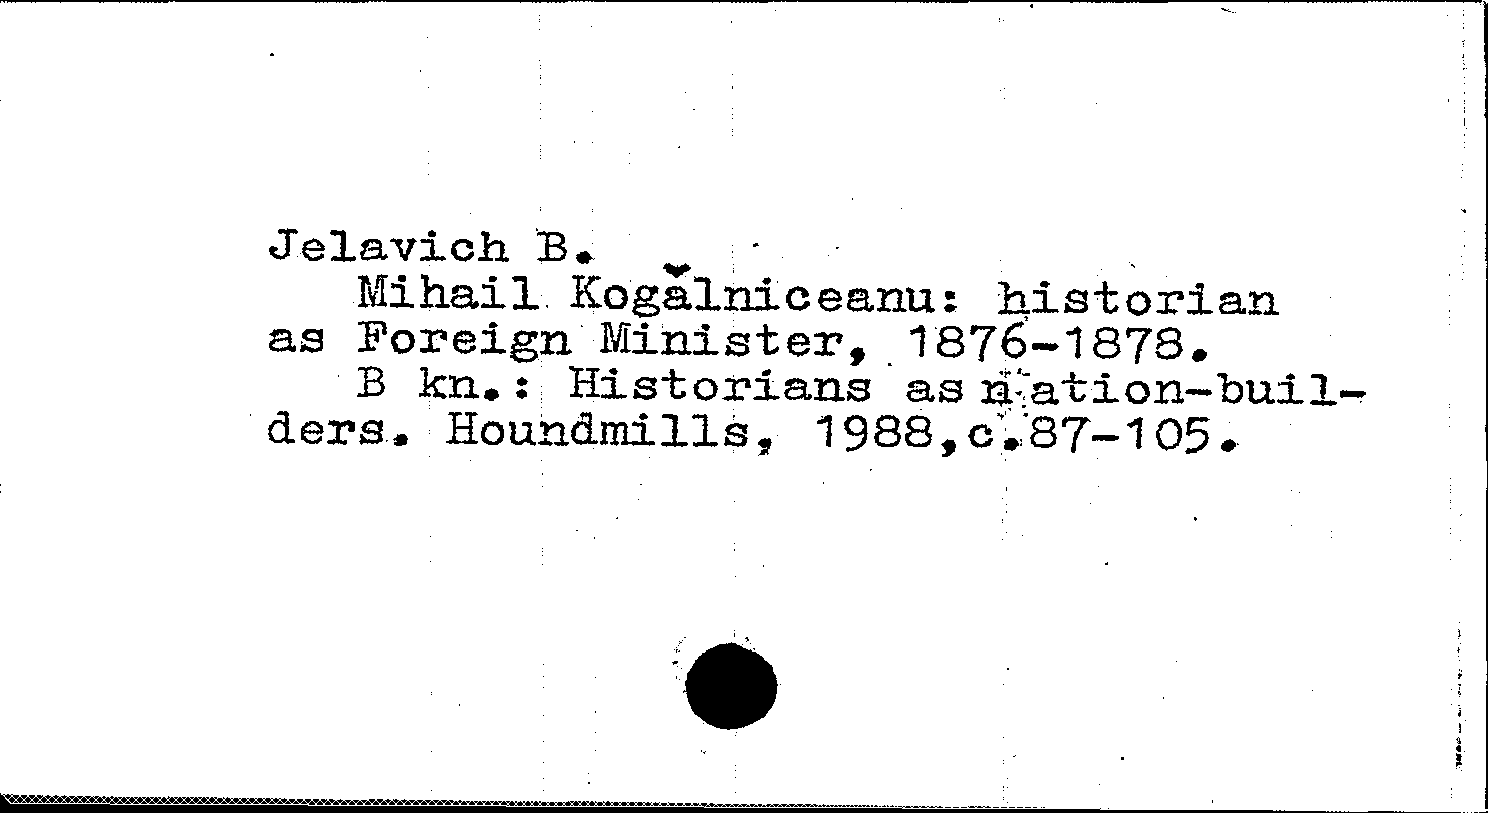 Jelavich B.
Mihail Kogălniceanu: historian
as Foreign Minister, 1876-1878.
B kn.: Historians as nation-buil-
ders. Houndmills, 1988,c.87-105.